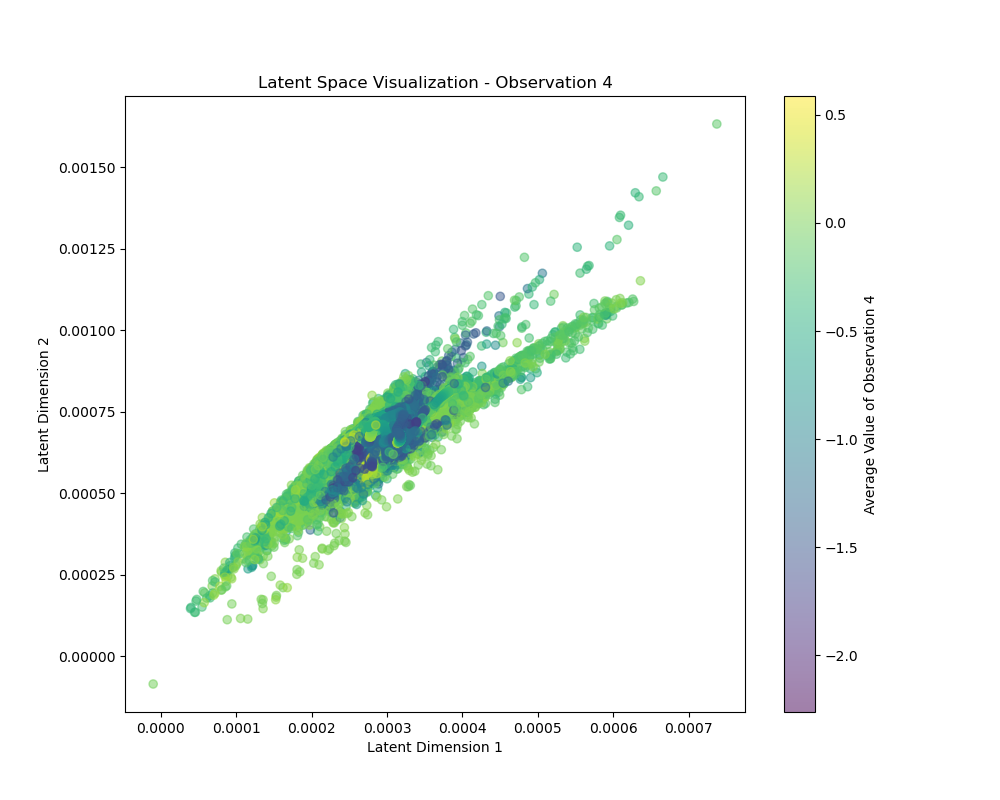 Latent Space Visualization - Observation 4
0.00150
0.00125
0.00100
0.00075
0.00050
0.00025
0.00000
Latent Dimension 2
0.0000 0.0001 0.0002 0.0003 0.0004 0.0005 0.0006 0.0007
Latent Dimension 1
0.5
0.0
−0.5
−1.0
−1.5
−2.0
Average Value of Observation 4